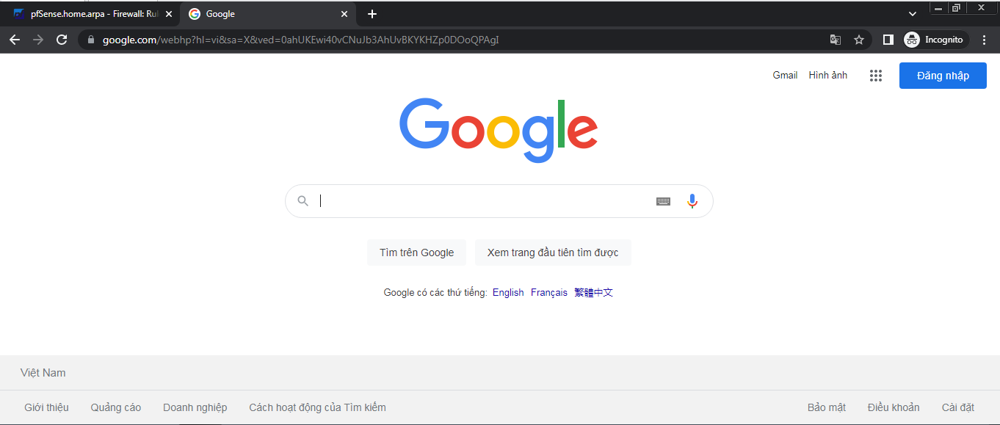 pfSense.home.arpa - Firewall: Rul
Google
google.com/webhp?hl=vi&sa=X&ved=0ahUKEwi40vCNuJb3AhUvBKYKHZp0DOoQPAgI
Incognito
Gmail Hình ảnh Đăng nhập
Google
Tìm trên Google Xem trang đầu tiên tìm được
Google có các thứ tiếng: English Français 繁體中文
Việt Nam
Giới thiệu Quảng cáo Doanh nghiệp Cách hoạt động của Tìm kiếm Bảo mật Điều khoản Cài đặt